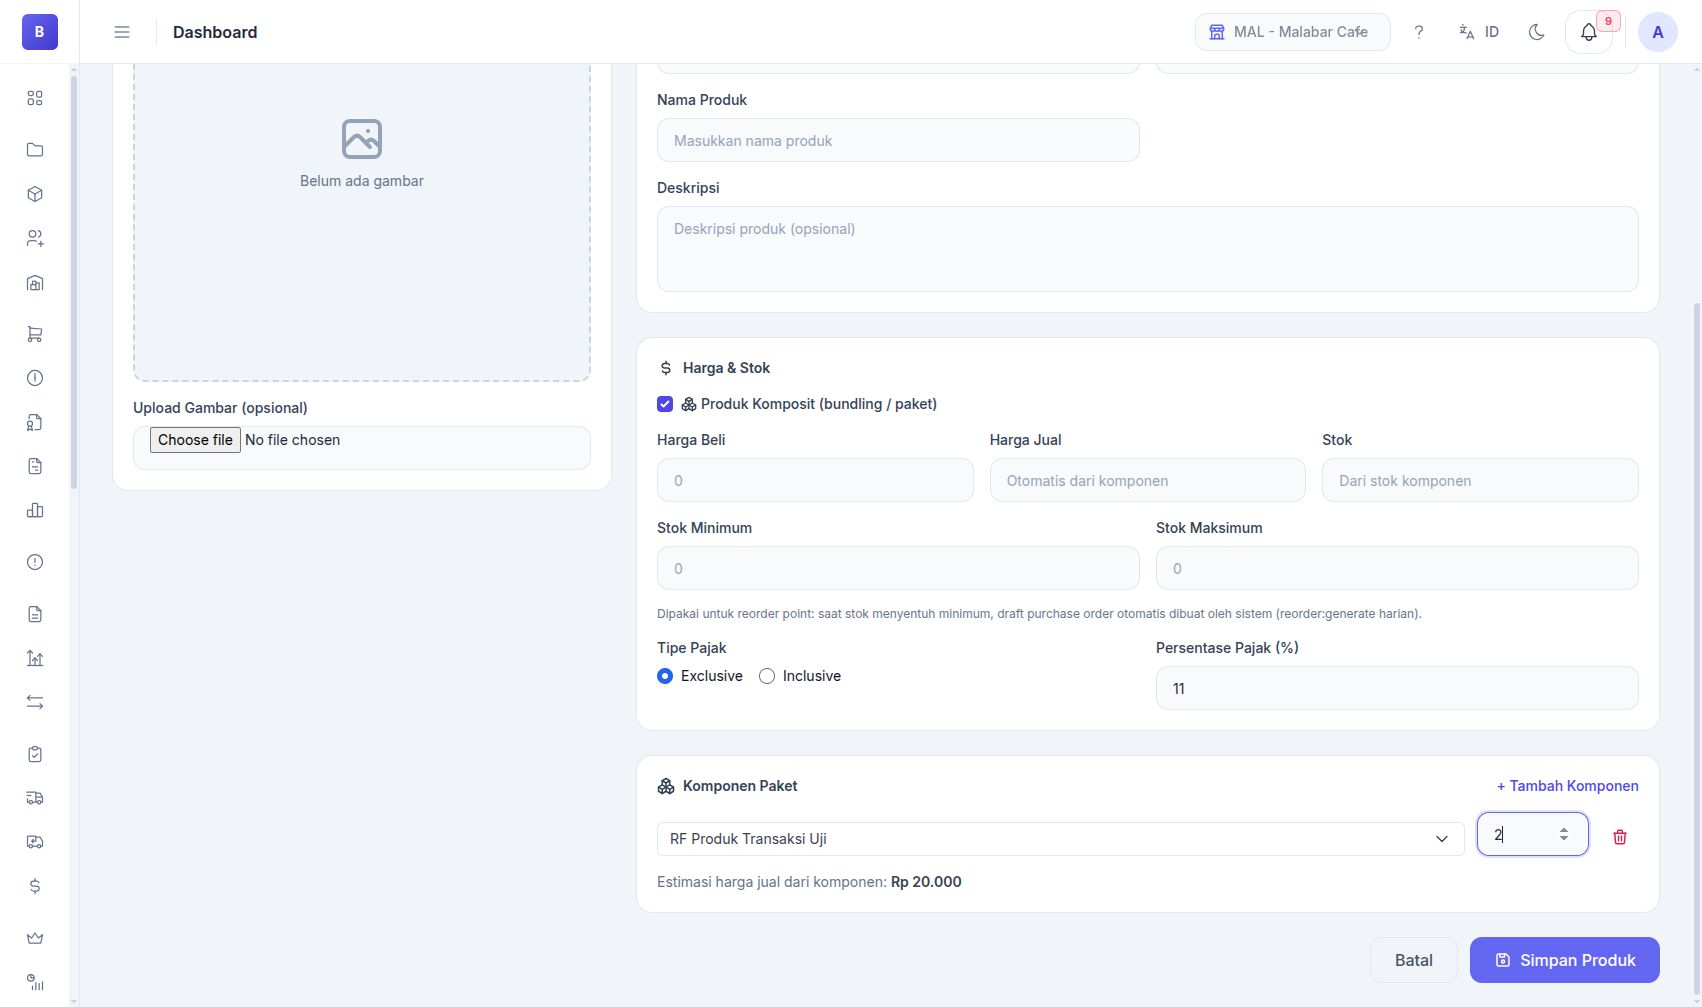 B
Dashboard
MAL - Malabar Cafe
?
ID
9
A
Belum ada gambar
Upload Gambar (opsional)
Choose file No file chosen
Nama Produk
Masukkan nama produk
Deskripsi
Deskripsi produk (opsional)
Harga & Stok
Produk Komposit (bundling / paket)
Harga Beli
Harga Jual
Stok
0
Otomatis dari komponen
Dari stok komponen
Stok Minimum
Stok Maksimum
0
0
Dipakai untuk reorder point: saat stok menyentuh minimum, draft purchase order otomatis dibuat oleh sistem (reorder:generate harian).
Tipe Pajak
Persentase Pajak (%)
Exclusive
Inclusive
11
Komponen Paket
+ Tambah Komponen
RF Produk Transaksi Uji
2
Estimasi harga jual dari komponen: Rp 20.000
Batal
Simpan Produk